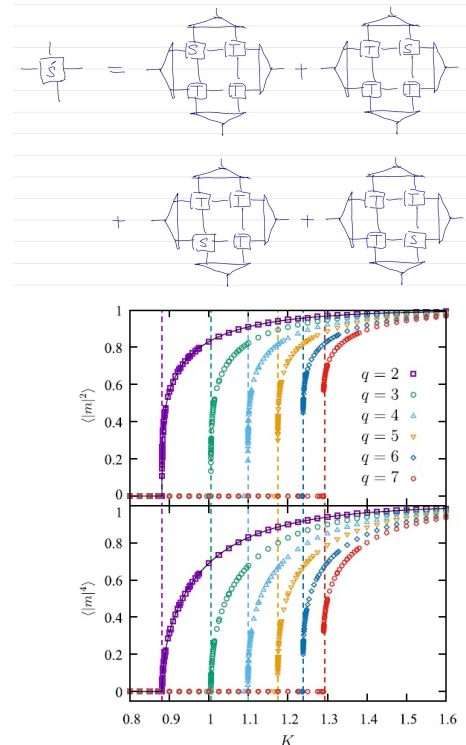 S T T S
Ś = +
T T T T
T T T T
+ +
S T T S
1
0.8
⟨|m|²⟩ 0.6
0.4
0.2
0
q = 2
q = 3
q = 4
q = 5
q = 6
q = 7
1
0.8
⟨|m|⁴⟩ 0.6
0.4
0.2
0
0.8 0.9 1 1.1 1.2 1.3 1.4 1.5 1.6
K